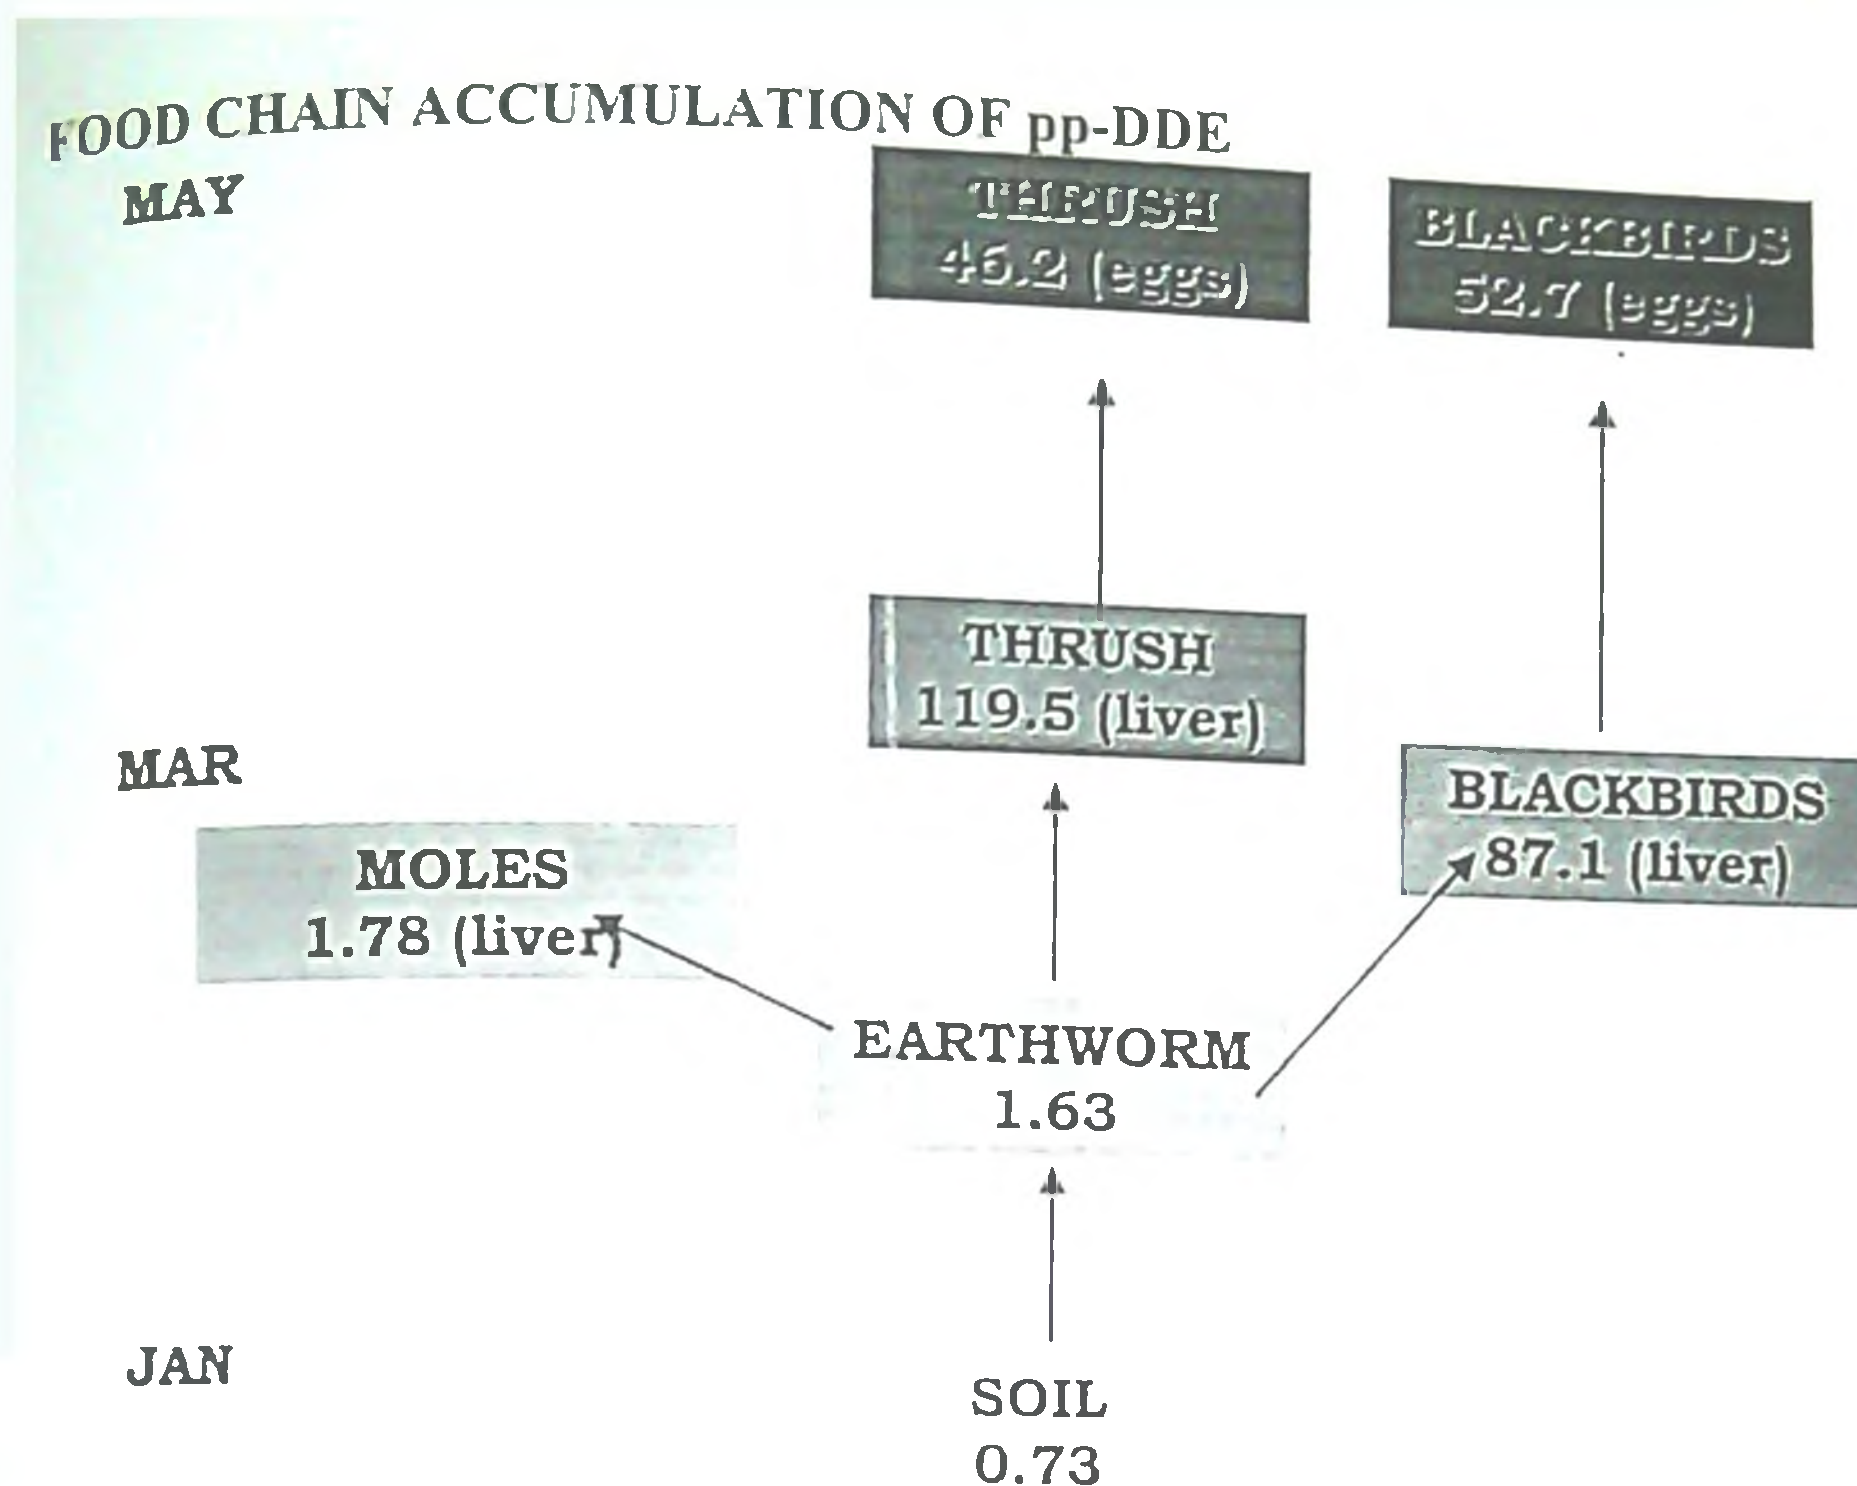 FOOD CHAIN ACCUMULATION OF pp-DDE
MAY
THRUSH
46.2 (eggs)
BLACKBIRDS
52.7 (eggs)
THRUSH
119.5 (liver)
MAR
BLACKBIRDS
87.1 (liver)
MOLES
1.78 (liver)
EARTHWORM
1.63
JAN
SOIL
0.73